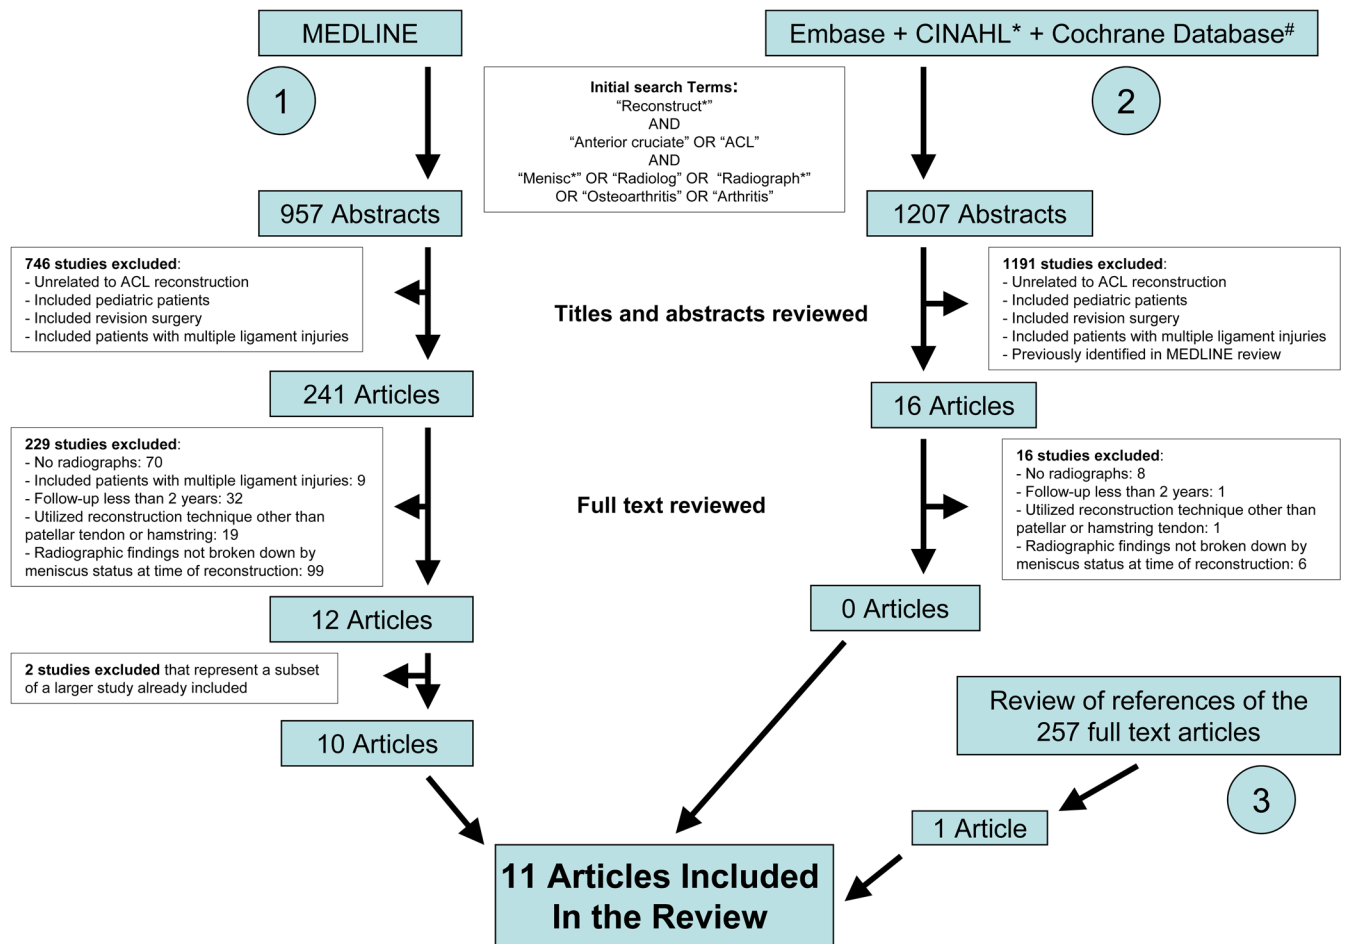 MEDLINE
Embase + CINAHL* + Cochrane Database#
1
2
Initial search Terms:
“Reconstruct*”
AND
“Anterior cruciate” OR “ACL”
AND
“Menisc*” OR “Radiolog” OR “Radiograph*”
OR “Osteoarthritis” OR “Arthritis”
957 Abstracts
1207 Abstracts
746 studies excluded:
- Unrelated to ACL reconstruction
- Included pediatric patients
- Included revision surgery
- Included patients with multiple ligament injuries
Titles and abstracts reviewed
1191 studies excluded:
- Unrelated to ACL reconstruction
- Included pediatric patients
- Included revision surgery
- Included patients with multiple ligament injuries
- Previously identified in MEDLINE review
241 Articles
16 Articles
229 studies excluded:
- No radiographs: 70
- Included patients with multiple ligament injuries: 9
- Follow-up less than 2 years: 32
- Utilized reconstruction technique other than
patellar tendon or hamstring: 19
- Radiographic findings not broken down by
meniscus status at time of reconstruction: 99
Full text reviewed
16 studies excluded:
- No radiographs: 8
- Follow-up less than 2 years: 1
- Utilized reconstruction technique other than
patellar or hamstring tendon: 1
- Radiographic findings not broken down by
meniscus status at time of reconstruction: 6
12 Articles
0 Articles
2 studies excluded that represent a subset
of a larger study already included
10 Articles
Review of references of the
257 full text articles
3
1 Article
11 Articles Included
In the Review